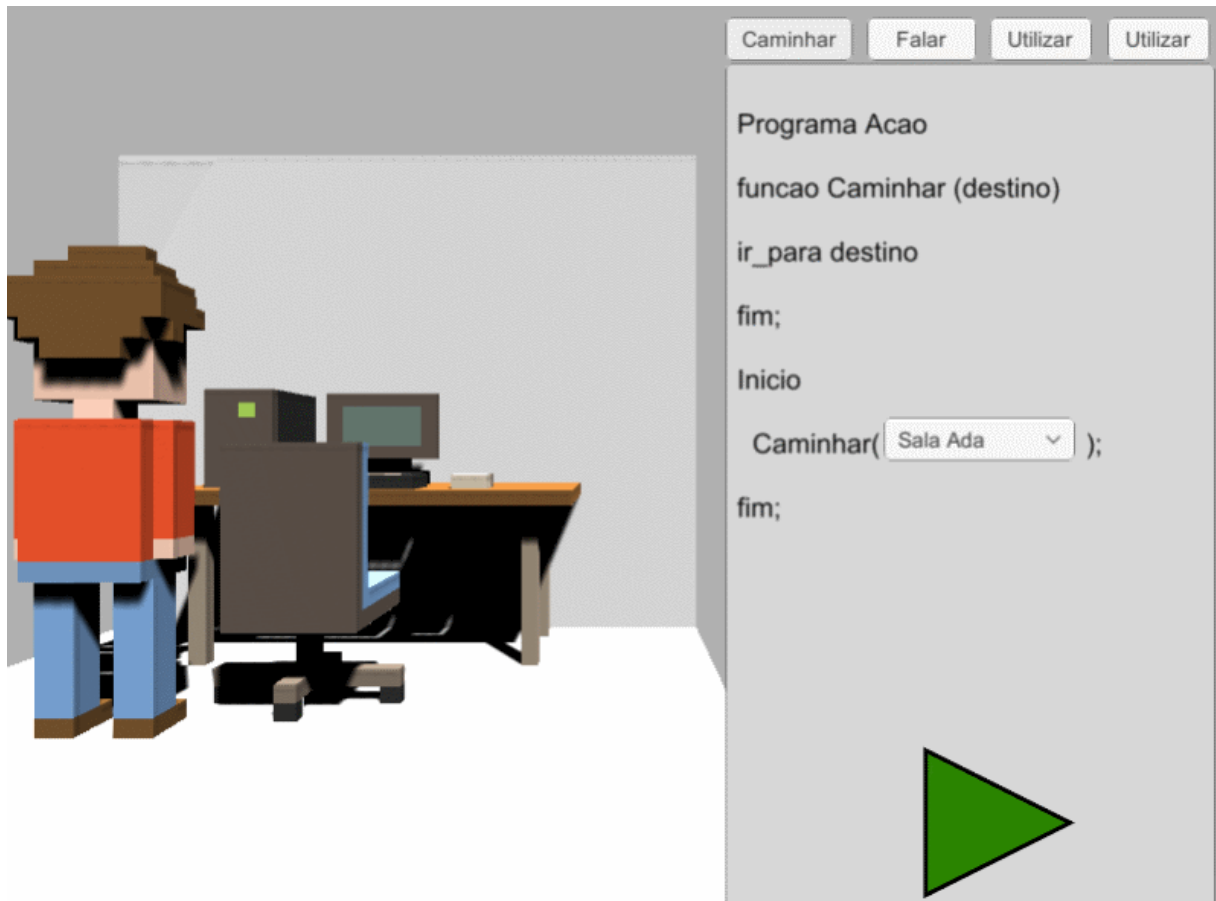 Caminhar Falar Utilizar Utilizar
Programa Acao
funcao Caminhar (destino)
ir_para destino
fim;
Inicio
Caminhar( Sala Ada );
fim;